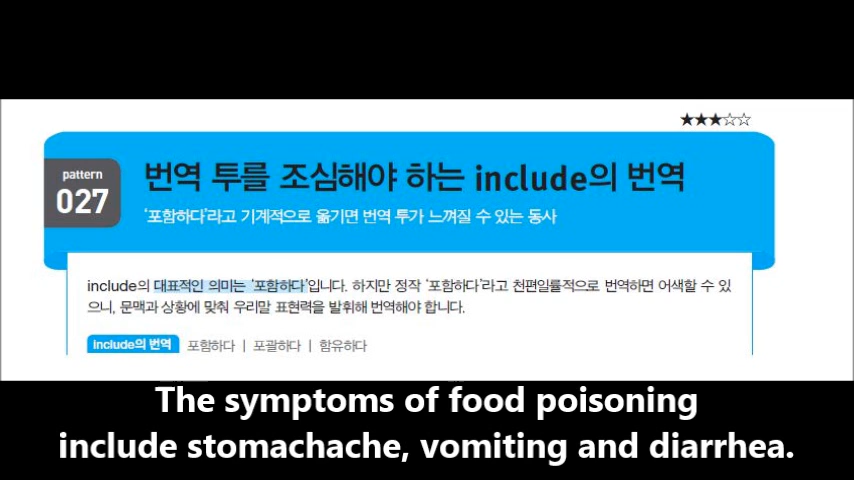 ★★★☆☆
pattern
027
번역 투를 조심해야 하는 include의 번역
‘포함하다’라고 기계적으로 옮기면 번역 투가 느껴질 수 있는 동사
include의 대표적인 의미는 ‘포함하다’입니다. 하지만 정작 ‘포함하다’라고 천편일률적으로 번역하면 어색할 수 있
으니, 문맥과 상황에 맞춰 우리말 표현력을 발휘해 번역해야 합니다.
Include의 번역 포함하다 | 포괄하다 | 함유하다
The symptoms of food poisoning
include stomachache, vomiting and diarrhea.